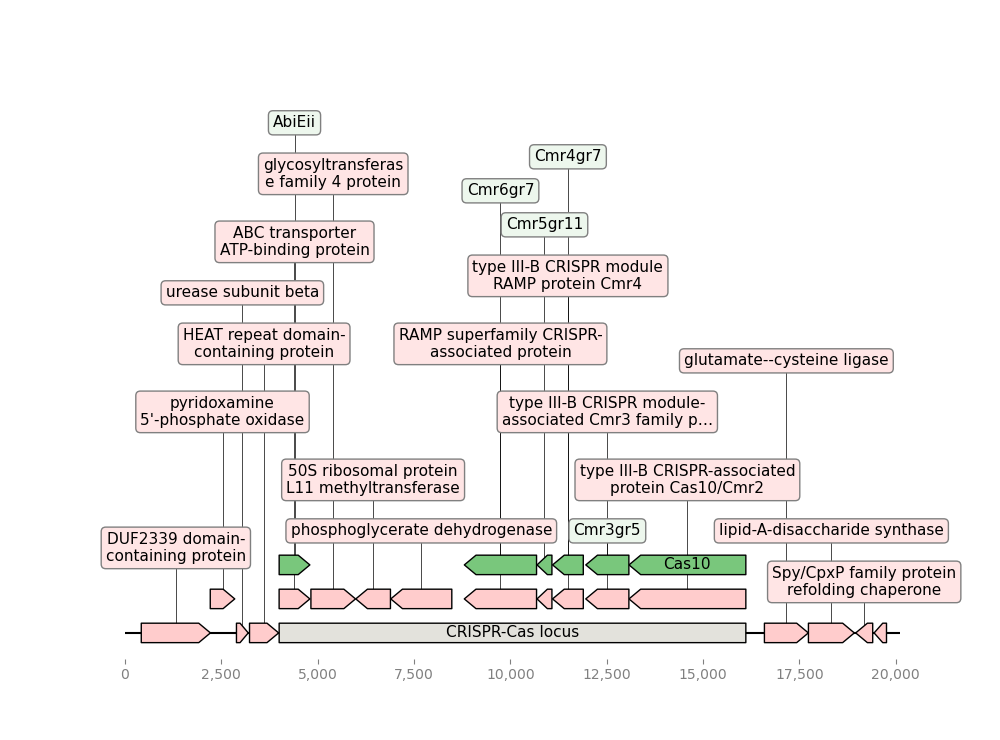 AbiEii
Cmr4gr7
glycosyltransferas
e family 4 protein
Cmr6gr7
Cmr5gr11
ABC transporter
ATP-binding protein
type III-B CRISPR module
RAMP protein Cmr4
urease subunit beta
HEAT repeat domain-
containing protein
RAMP superfamily CRISPR-
associated protein
glutamate--cysteine ligase
pyridoxamine
5'-phosphate oxidase
type III-B CRISPR module-
associated Cmr3 family p...
50S ribosomal protein
L11 methyltransferase
type III-B CRISPR-associated
protein Cas10/Cmr2
phosphoglycerate dehydrogenase
Cmr3gr5
lipid-A-disaccharide synthase
DUF2339 domain-
containing protein
Cas10
Spy/CpxP family protein
refolding chaperone
CRISPR-Cas locus
0 2,500 5,000 7,500 10,000 12,500 15,000 17,500 20,000